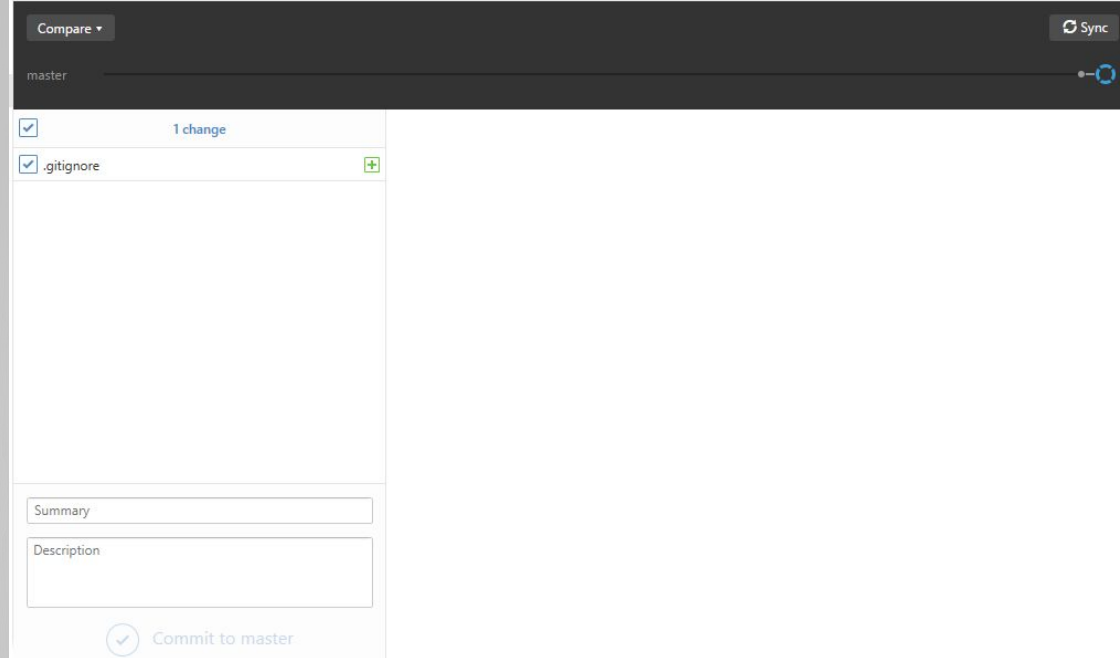 Compare
Sync
master
1 change
.gitignore
Summary
Description
Commit to master